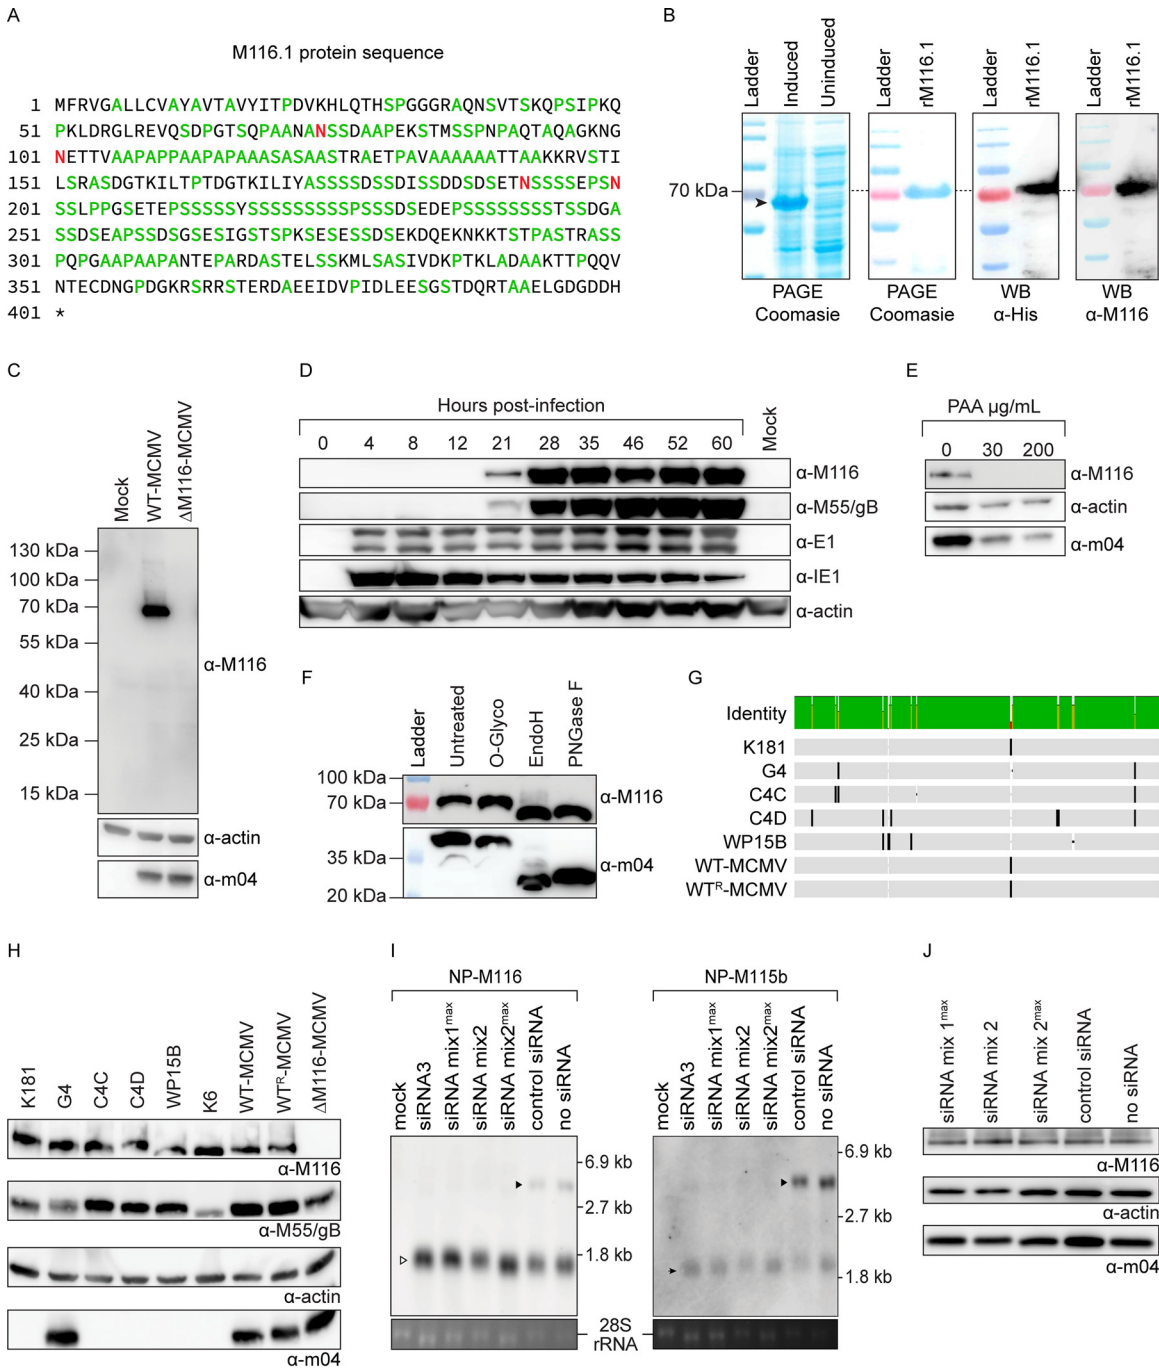 A
M116.1 protein sequence
1 MFRVGALLCVAYAVTAVYITPDVKHLQTHSPGGGRAQNSVTSKQPSIPKQ
51 PKLDRGLREVQSDPGTSQPAANANSSDAAPEKSTMSSPNPAQTAQAGKNG
101 NETTVAAPAPPAAPAPAAASASAASTRAETPAVAAAAAATTAAKKRVSTI
151 LSRASDGTKILTPTDGTKILIYASSSSDSSDISSDDSDSETNSSSSEPSN
201 SSLPPGSETEPSSSSSYSSSSSSSSSPSSSDSEDEPSSSSSSSSTSSDGA
251 SSDSEAPSSDSGSESIGSTSPKSESESSDSEKDQEKNKKTSTPASTRASS
301 PQPGAAPAAPANTEPARDASTELSSKMLSASIVDKPTKLADAAKTTPQQV
351 NTECDNGPDGKRSRRSTERDAEEIDVPIDLEESGSTDQRTAAELGDGDDH
401 *
B
Ladder
Induced
Uninduced
Ladder
rM116.1
Ladder
rM116.1
Ladder
rM116.1
70 kDa
PAGE
Coomasie
PAGE
Coomasie
WB
α-His
WB
α-M116
C
Mock
WT-MCMV
ΔM116-MCMV
130 kDa
100 kDa
70 kDa
55 kDa
40 kDa
25 kDa
15 kDa
α-M116
α-actin
α-m04
D
Hours post-infection
0 4 8 12 21 28 35 46 52 60 Mock
α-M116
α-M55/gB
α-E1
α-IE1
α-actin
E
PAA µg/mL
0 30 200
α-M116
α-actin
α-m04
F
Ladder
Untreated
O-Glyco
EndoH
PNGase F
100 kDa
70 kDa
α-M116
35 kDa
20 kDa
α-m04
G
Identity
K181
G4
C4C
C4D
WP15B
WT-MCMV
WTᴿ-MCMV
H
K181
G4
C4C
C4D
WP15B
K6
WT-MCMV
WTᴿ-MCMV
ΔM116-MCMV
α-M116
α-M55/gB
α-actin
α-m04
I
NP-M116
mock
siRNA3
siRNA mix1max
siRNA mix2
siRNA mix2max
control siRNA
no siRNA
6.9 kb
2.7 kb
1.8 kb
NP-M115b
mock
siRNA3
siRNA mix1max
siRNA mix2
siRNA mix2max
control siRNA
no siRNA
6.9 kb
2.7 kb
1.8 kb
28S
rRNA
J
siRNA mix 1max
siRNA mix 2
siRNA mix 2max
control siRNA
no siRNA
α-M116
α-actin
α-m04